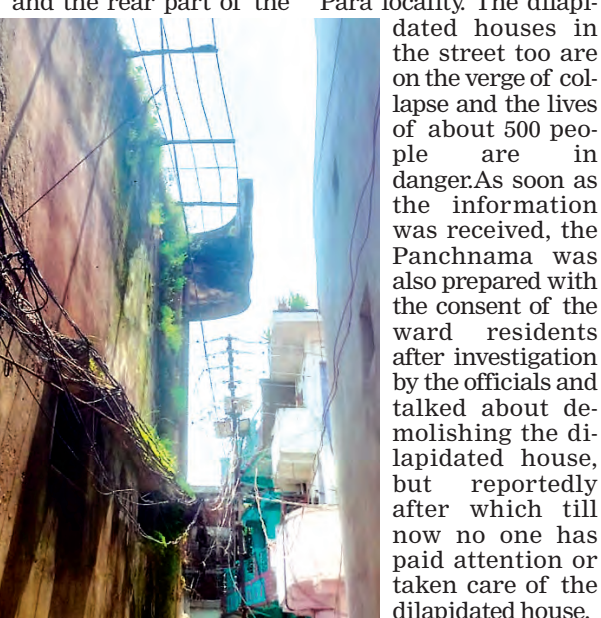 and the rear part of the
Para locality. The dilapi-
dated houses in
the street too are
on the verge of col-
lapse and the lives
of about 500 peo-
ple are in
danger.As soon as
the information
was received, the
Panchnama was
also prepared with
the consent of the
ward residents
after investigation
by the officials and
talked about de-
molishing the di-
lapidated house,
but reportedly
after which till
now no one has
paid attention or
taken care of the
dilapidated house.